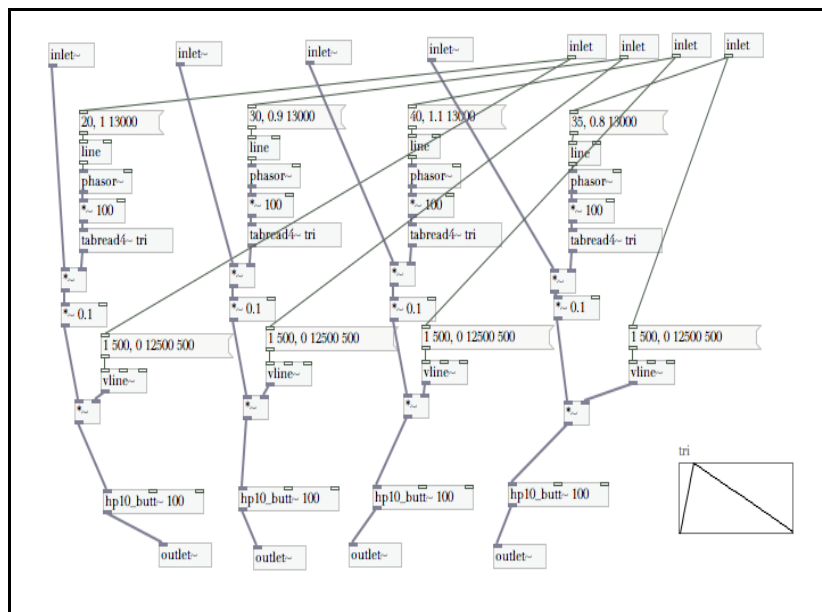 inlet~ inlet~ inlet~ inlet~ inlet inlet inlet inlet
20, 1 13000 30, 0.9 13000 40, 1.1 13000 35, 0.8 13000
line line line line
phasor~ phasor~ phasor~ phasor~
*~ 100 *~ 100 *~ 100 *~ 100
tabread4~ tri tabread4~ tri tabread4~ tri tabread4~ tri
*~ *~ *~ *~
*~ 0.1 *~ 0.1 *~ 0.1 *~ 0.1
1 500, 0 12500 500 1 500, 0 12500 500 1 500, 0 12500 500 1 500, 0 12500 500
vline~ vline~ vline~ vline~
*~ *~ *~ *~
tri
hp10_butt~ 100 hp10_butt~ 100 hp10_butt~ 100 hp10_butt~ 100
outlet~ outlet~ outlet~ outlet~